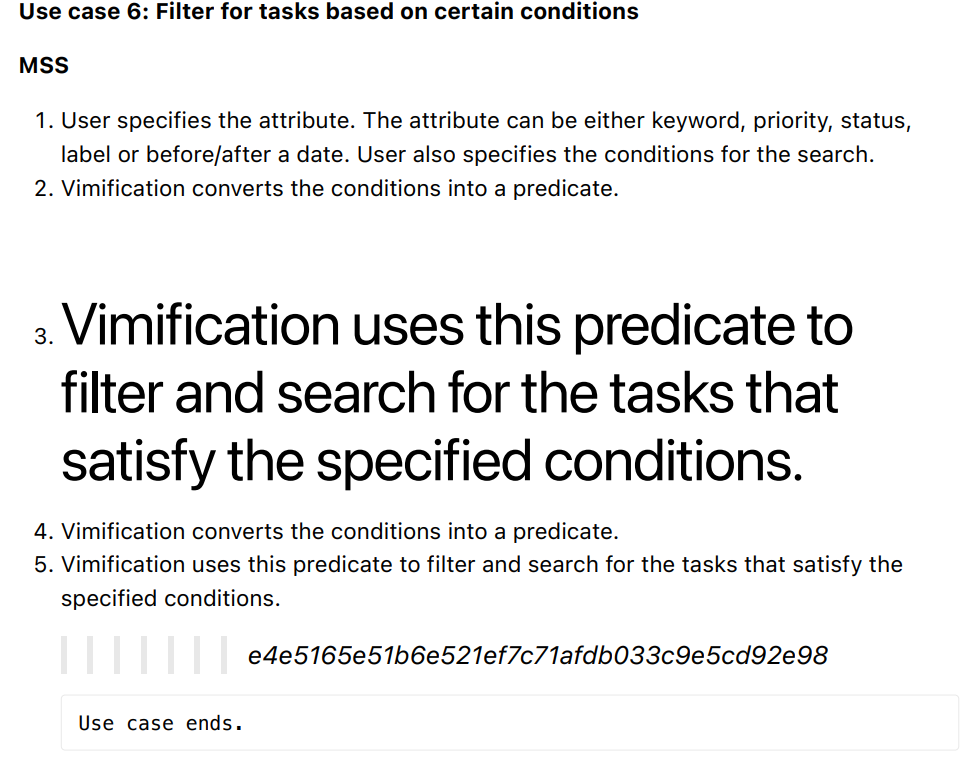 Use case 6: Filter for tasks based on certain conditions
MSS
1. User specifies the attribute. The attribute can be either keyword, priority, status,
label or before/after a date. User also specifies the conditions for the search.
2. Vimification converts the conditions into a predicate.
3. Vimification uses this predicate to
filter and search for the tasks that
satisfy the specified conditions.
4. Vimification converts the conditions into a predicate.
5. Vimification uses this predicate to filter and search for the tasks that satisfy the
specified conditions.
e4e5165e51b6e521ef7c71afdb033c9e5cd92e98
Use case ends.